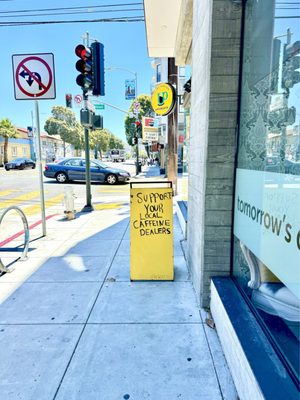 SUPPORT
YOUR
LOCAL
CAFFEINE
DEALERS
tomorrow's